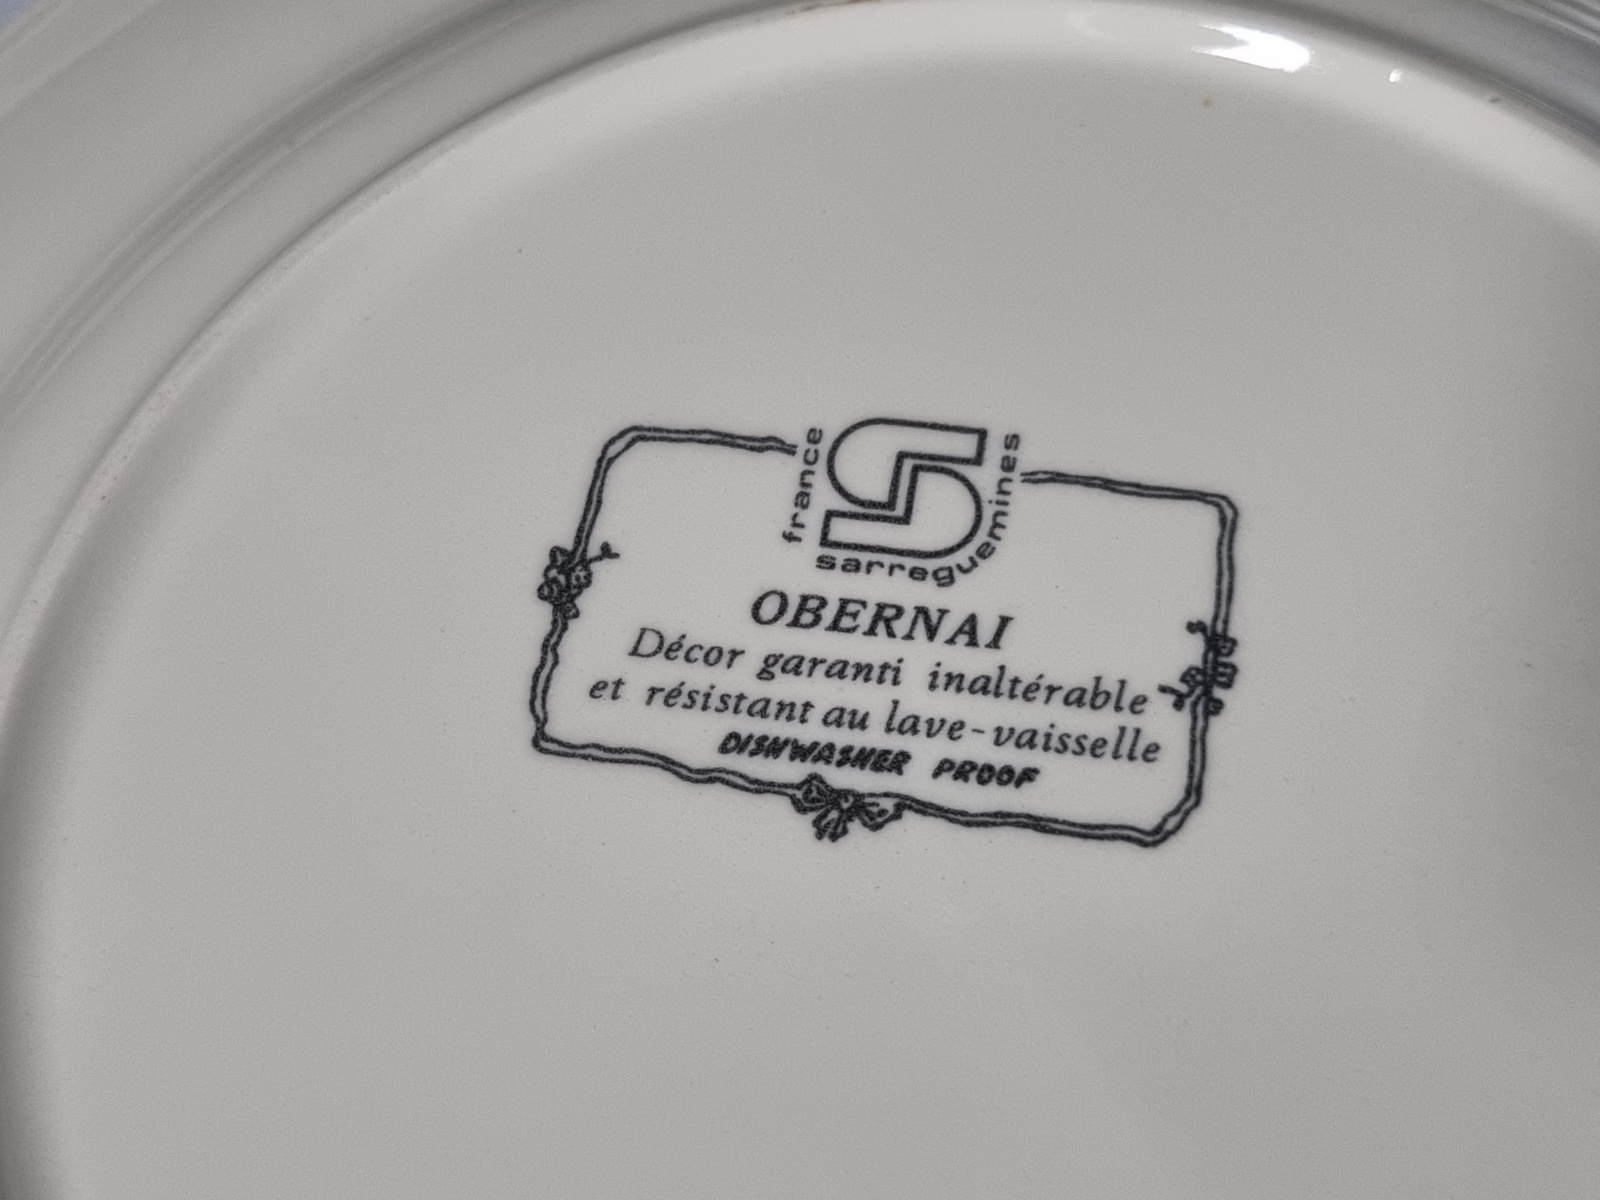 france
S
sarreguemines
OBERNAI
Décor garanti inaltérable
et résistant au lave-vaisselle
DISHWASHER PROOF